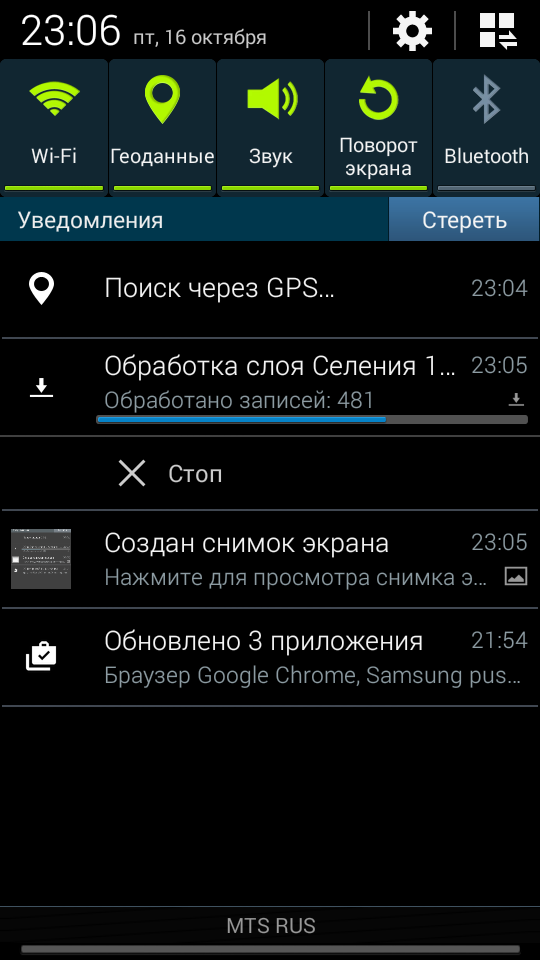 23:06 пт, 16 октября
Wi-Fi
Геоданные
Звук
Поворот
экрана
Bluetooth
Уведомления
Стереть
Поиск через GPS...
23:04
Обработка слоя Селения 1...
23:05
Обработано записей: 481
Стоп
Создан снимок экрана
23:05
Нажмите для просмотра снимка э...
Обновлено 3 приложения
21:54
Браузер Google Chrome, Samsung pus...
MTS RUS